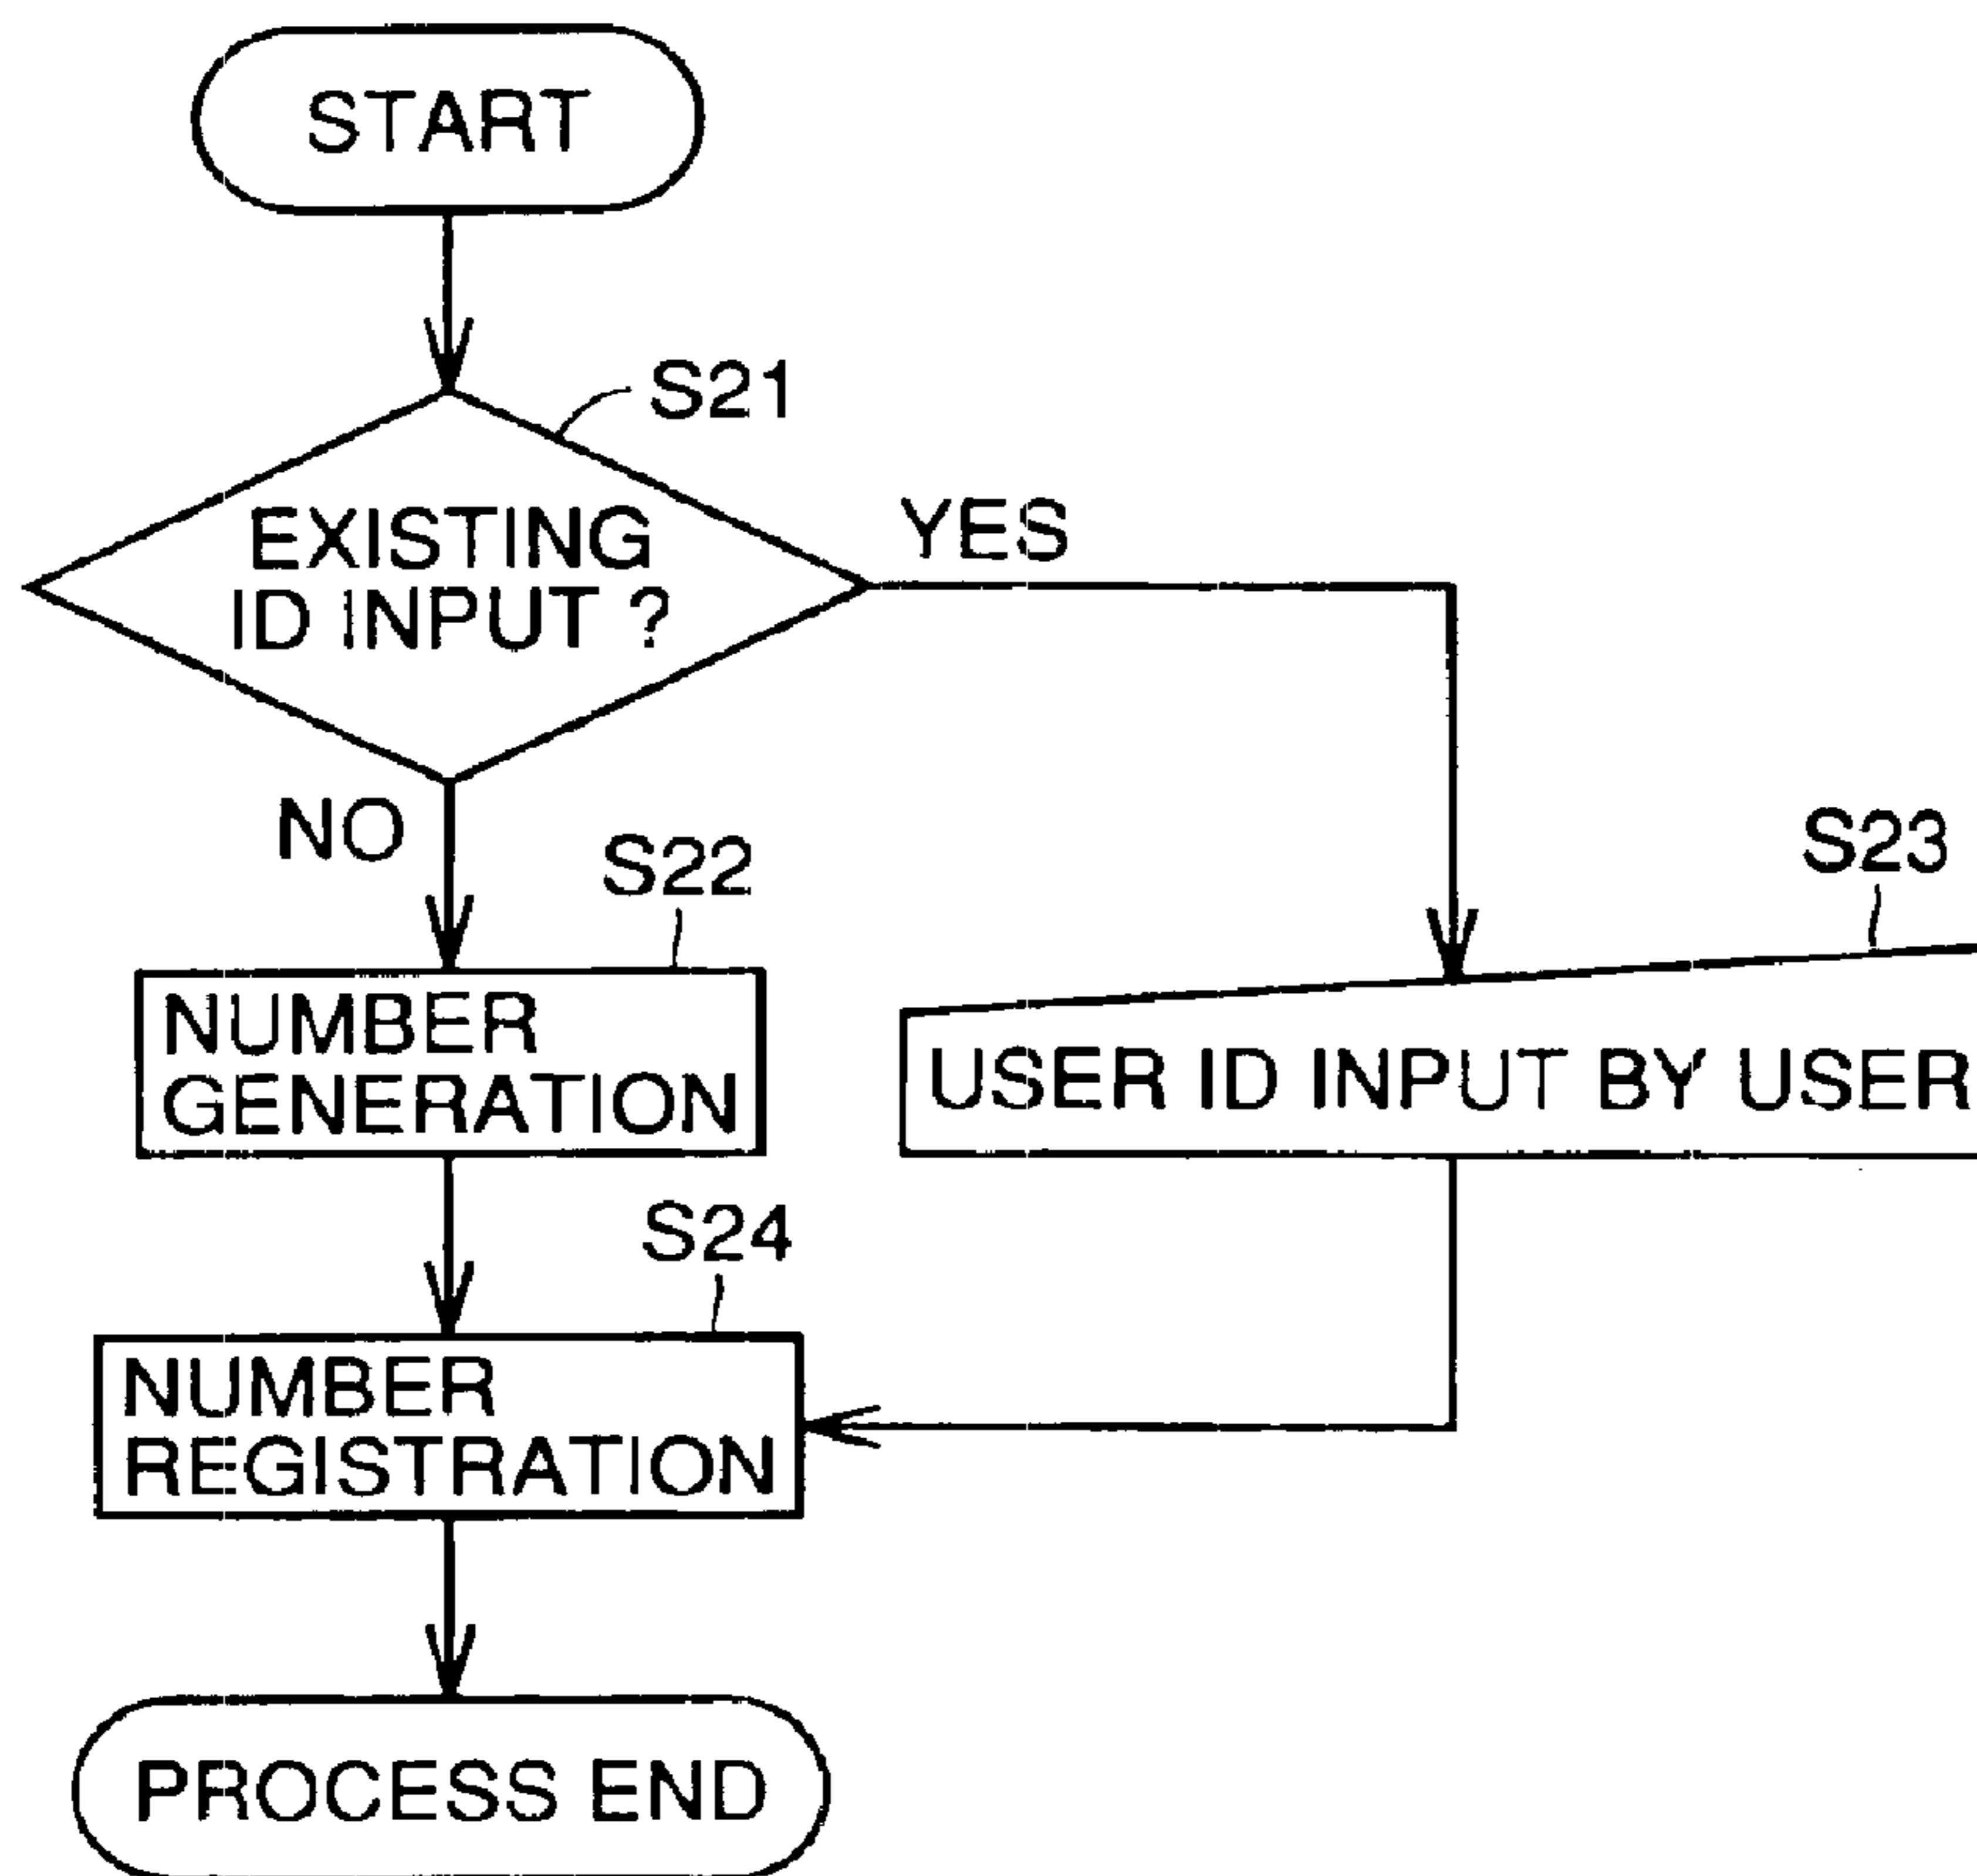 START
S21
EXISTING
ID INPUT ?
YES
NO
S22
S23
NUMBER
GENERATION
USER ID INPUT BY USER
S24
NUMBER
REGISTRATION
PROCESS END